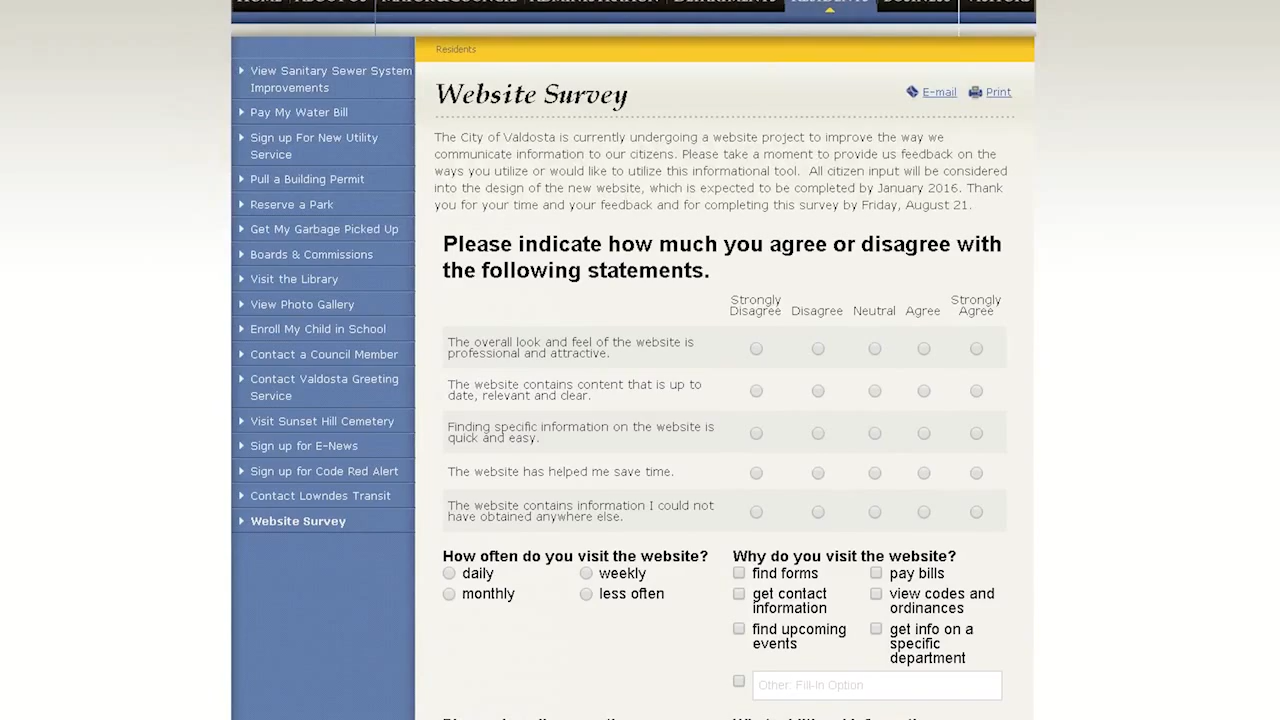 HOME ABOUT US MAYOR & COUNCIL ADMINISTRATION DEPARTMENTS RESIDENTS BUSINESS VISITORS
Residents
View Sanitary Sewer System
Improvements
Pay My Water Bill
Sign up For New Utility
Service
Pull a Building Permit
Reserve a Park
Get My Garbage Picked Up
Boards & Commissions
Visit the Library
View Photo Gallery
Enroll My Child in School
Contact a Council Member
Contact Valdosta Greeting
Service
Visit Sunset Hill Cemetery
Sign up for E-News
Sign up for Code Red Alert
Contact Lowndes Transit
Website Survey
Website Survey
E-mail Print
The City of Valdosta is currently undergoing a website project to improve the way we
communicate information to our citizens. Please take a moment to provide us feedback on the
ways you utilize or would like to utilize this informational tool. All citizen input will be considered
into the design of the new website, which is expected to be completed by January 2016. Thank
you for your time and your feedback and for completing this survey by Friday, August 21.
Please indicate how much you agree or disagree with
the following statements.
Strongly Disagree Disagree Neutral Agree Strongly Agree
The overall look and feel of the website is
professional and attractive.
The website contains content that is up to
date, relevant and clear.
Finding specific information on the website is
quick and easy.
The website has helped me save time.
The website contains information I could not
have obtained anywhere else.
How often do you visit the website?
daily weekly
monthly less often
Why do you visit the website?
find forms pay bills
get contact
information
view codes and
ordinances
find upcoming
events
get info on a
specific
department
Other: Fill-In Option